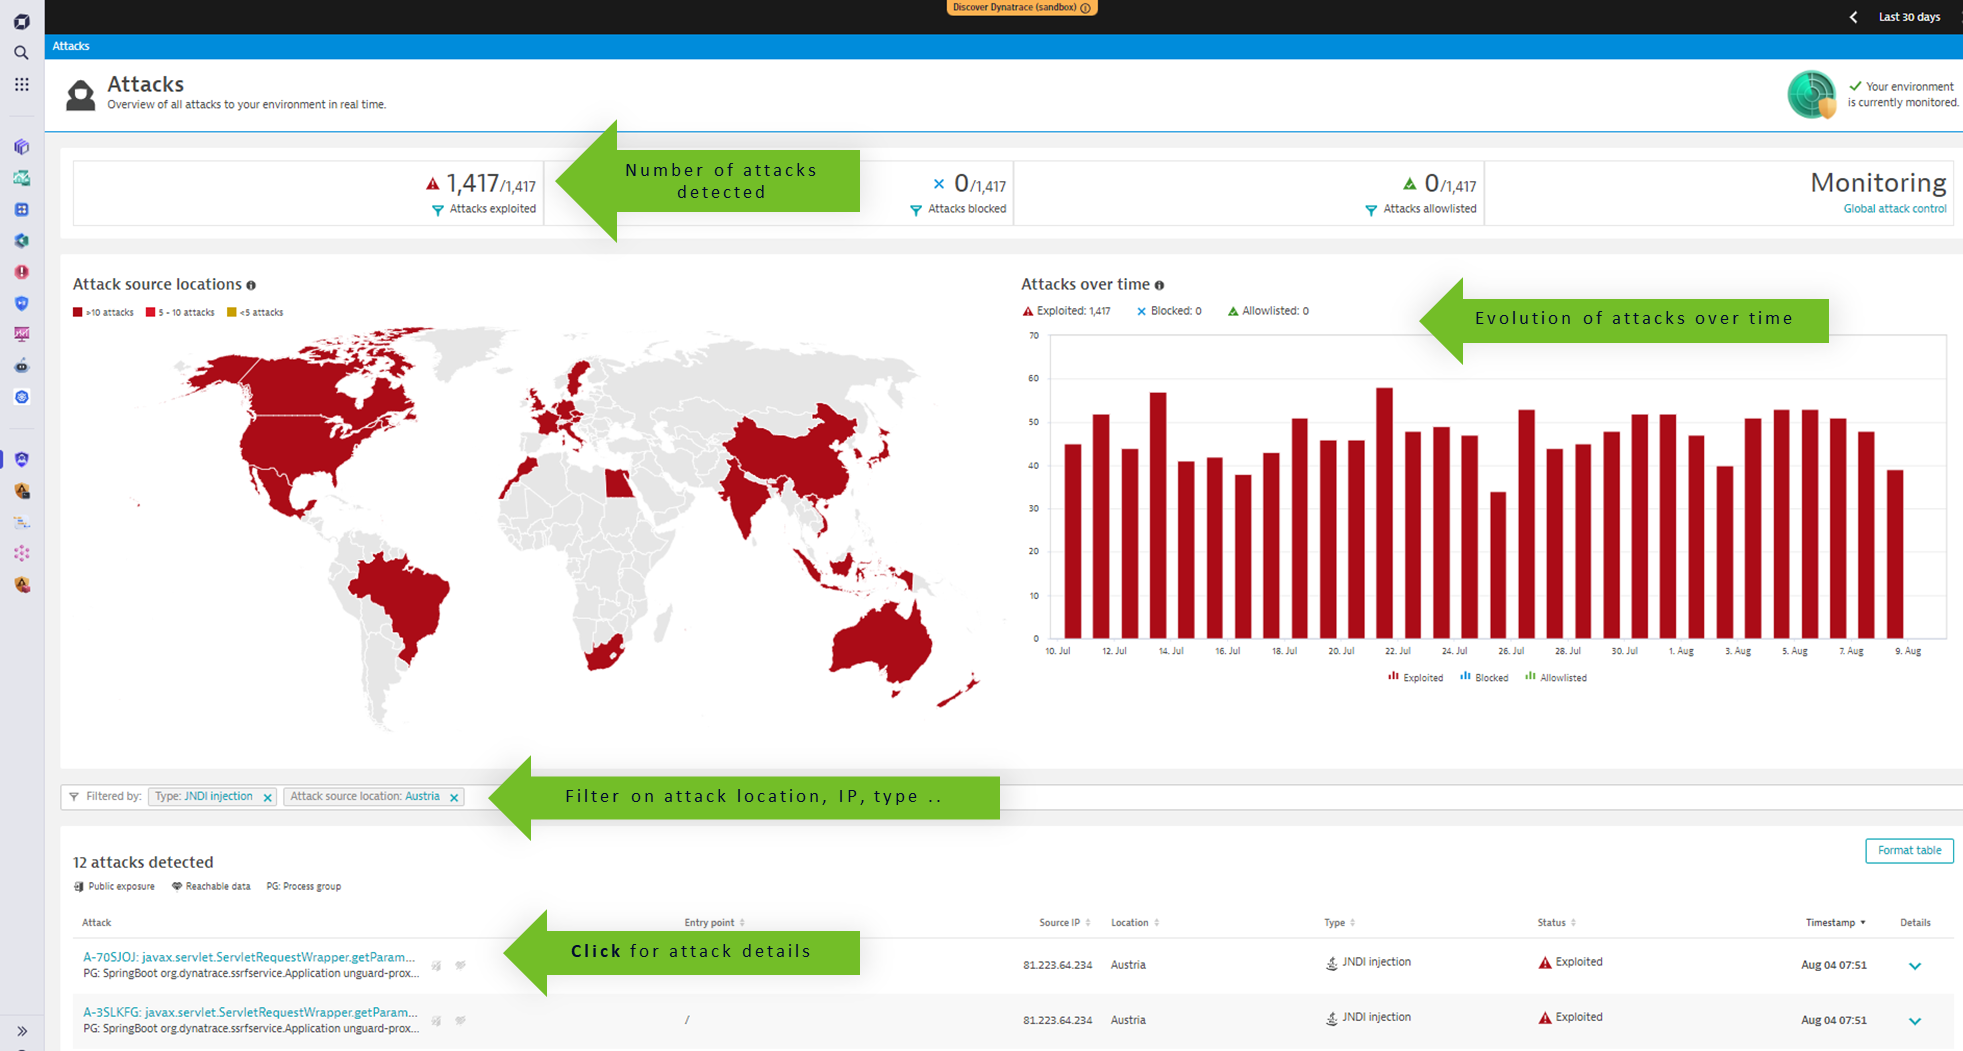 Discover Dynatrace (sandbox)
Last 30 days
Attacks
Attacks
Overview of all attacks to your environment in real time.
Your environment
is currently monitored.
1,417/1,417
Attacks exploited
Number of attacks
detected
0/1,417
Attacks blocked
0/1,417
Attacks allowlisted
Monitoring
Global attack control
Attack source locations
>10 attacks 5 - 10 attacks <5 attacks
Attacks over time
Exploited: 1,417 Blocked: 0 Allowlisted: 0
Evolution of attacks over time
70
60
50
40
30
20
10
0
10. Jul 12. Jul 14. Jul 16. Jul 18. Jul 20. Jul 22. Jul 24. Jul 26. Jul 28. Jul 30. Jul 1. Aug 3. Aug 5. Aug 7. Aug 9. Aug
Exploited Blocked Allowlisted
Filtered by: Type: JNDI injection Attack source location: Austria
Filter on attack location, IP, type ..
12 attacks detected
Format table
Public exposure Reachable data PG: Process group
Attack Entry point Source IP Location Type Status Timestamp Details
A-70SJOJ: javax.servlet.ServletRequestWrapper.getParam...
PG: SpringBoot org.dynatrace.ssrfservice.Application unguard-prox...
Click for attack details
81.223.64.234 Austria JNDI injection Exploited Aug 04 07:51
A-3SLKFG: javax.servlet.ServletRequestWrapper.getParam...
PG: SpringBoot org.dynatrace.ssrfservice.Application unguard-prox...
/ 81.223.64.234 Austria JNDI injection Exploited Aug 04 07:51